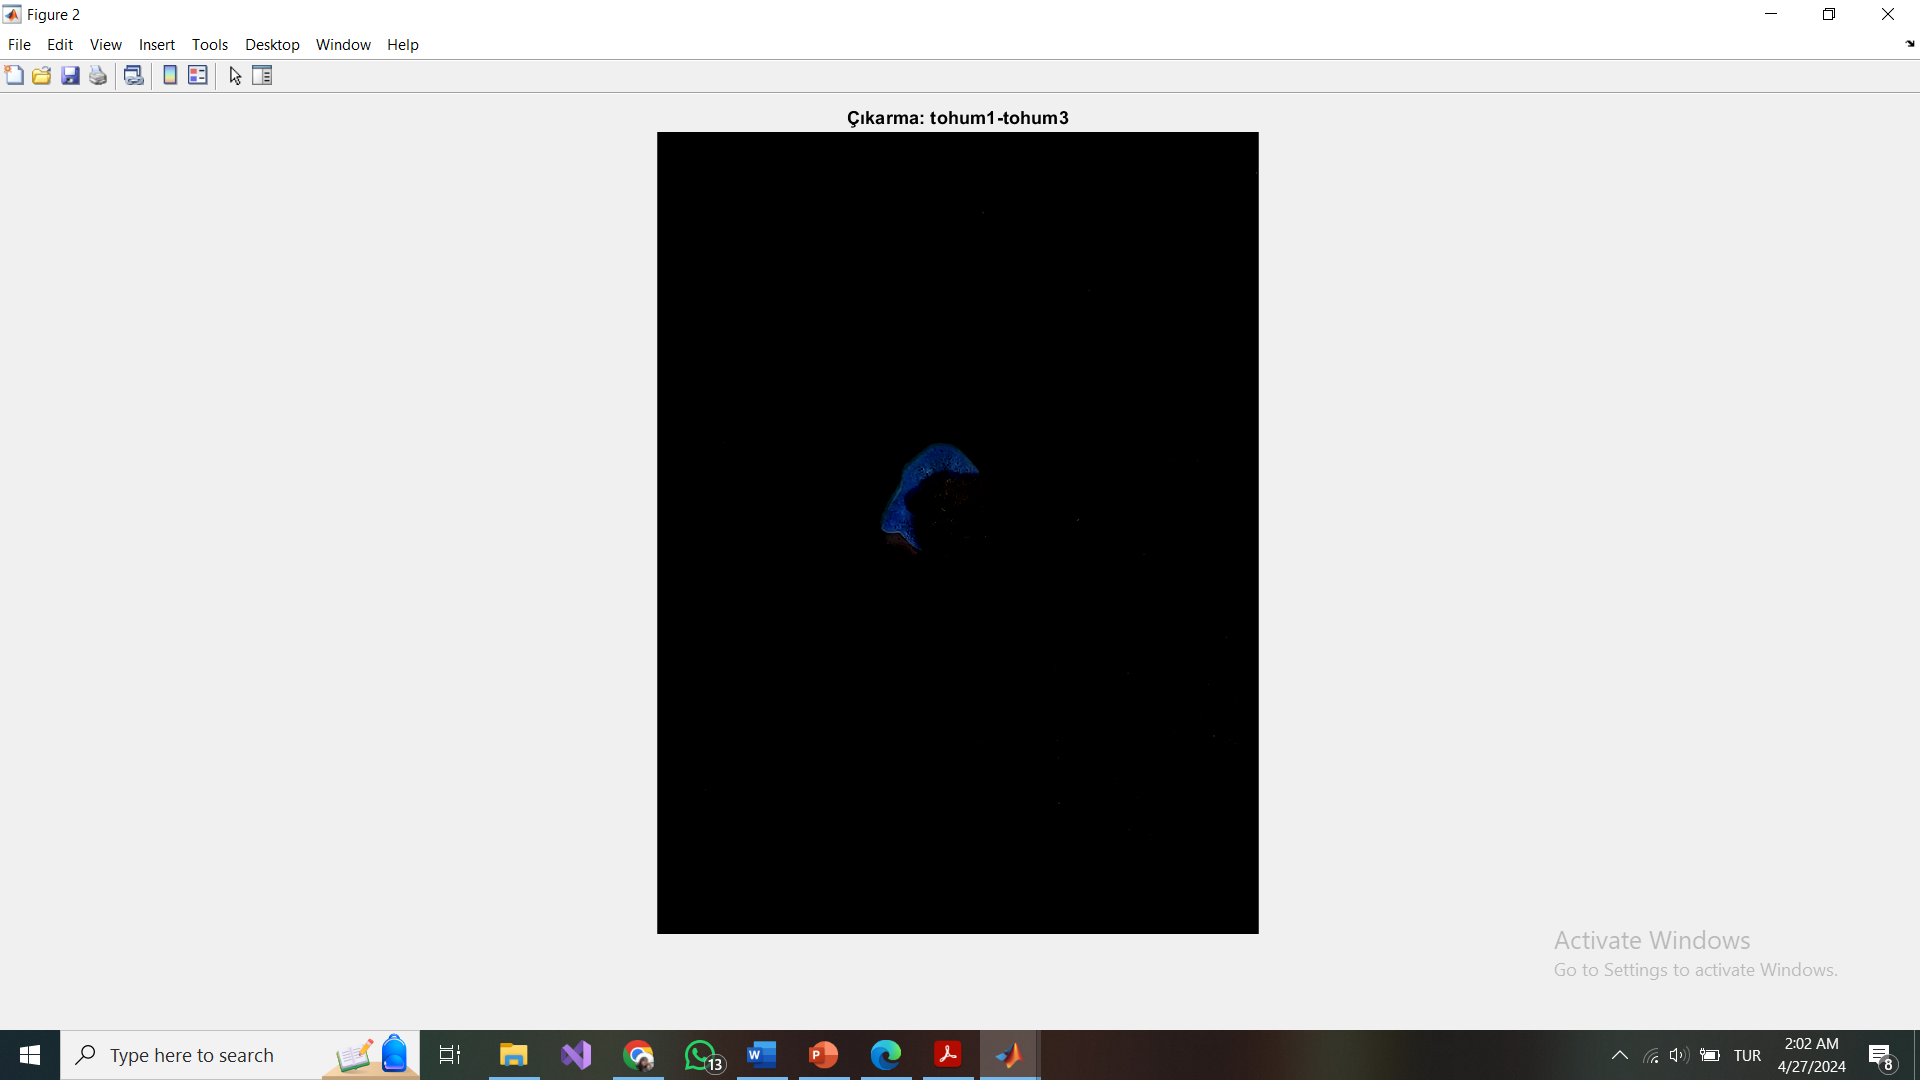 Figure 2
File Edit View Insert Tools Desktop Window Help
Çıkarma: tohum1-tohum3
Activate Windows
Go to Settings to activate Windows.
Type here to search
13
W
P
TUR
2:02 AM
4/27/2024
8